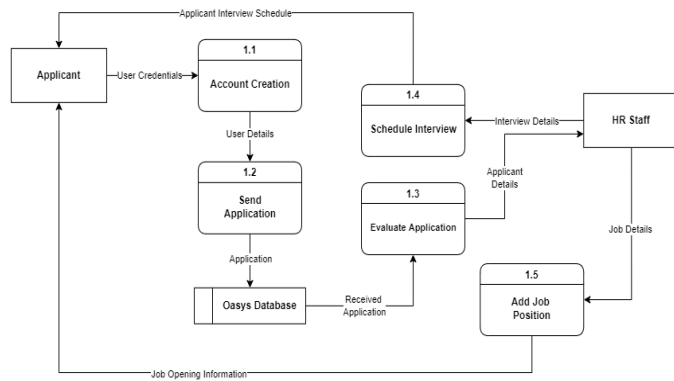 Applicant Interview Schedule
1.1
Applicant
User Credentials
Account Creation
1.4
Schedule Interview
Interview Details
HR Staff
User Details
Applicant
Details
1.2
Send
Application
1.3
Evaluate Application
Job Details
Application
1.5
Add Job
Position
Oasys Database
Received
Application
Job Opening Information